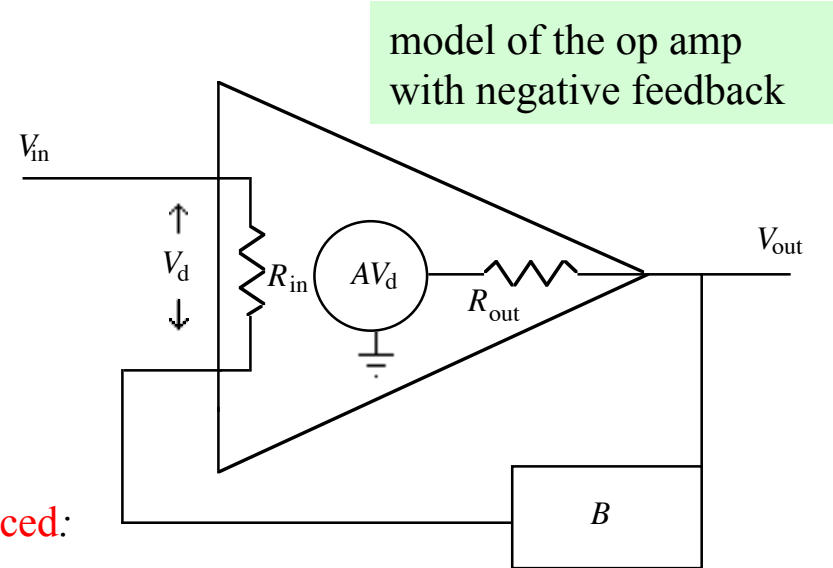 model of the op amp
with negative feedback
Vin
Vd
Rin
AVd
Rout
Vout
B
ced: